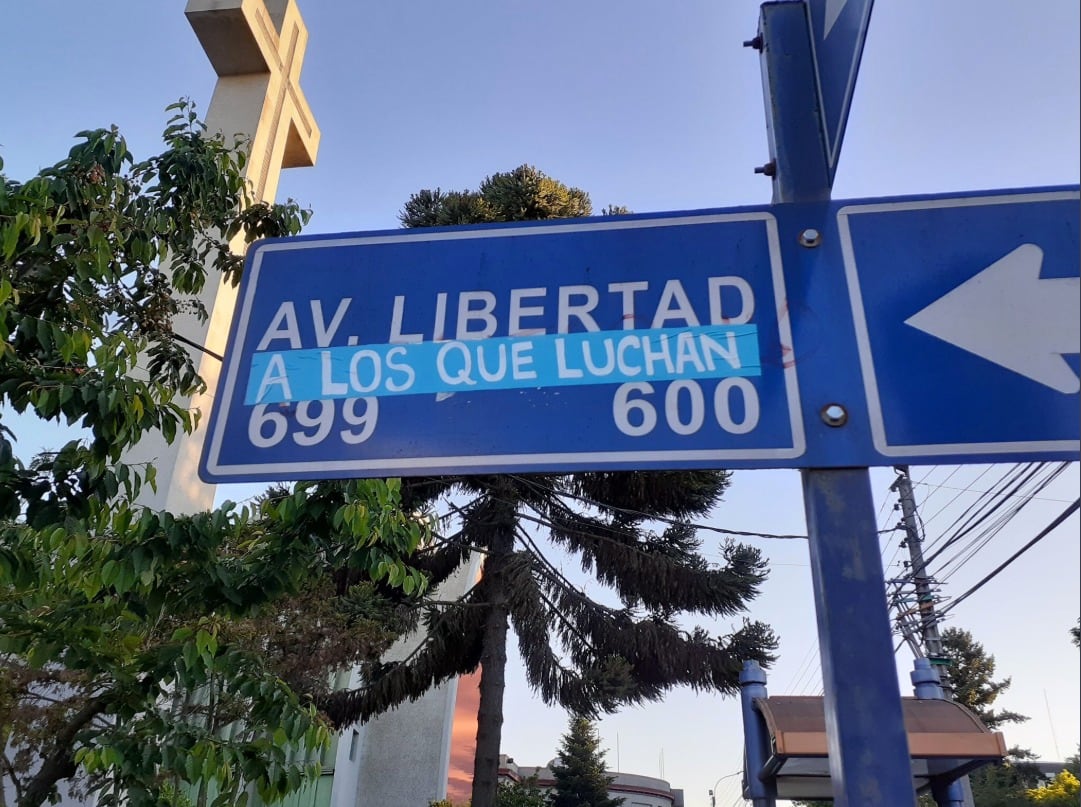 AV. LIBERTAD
A LOS QUE LUCHAN
699 600